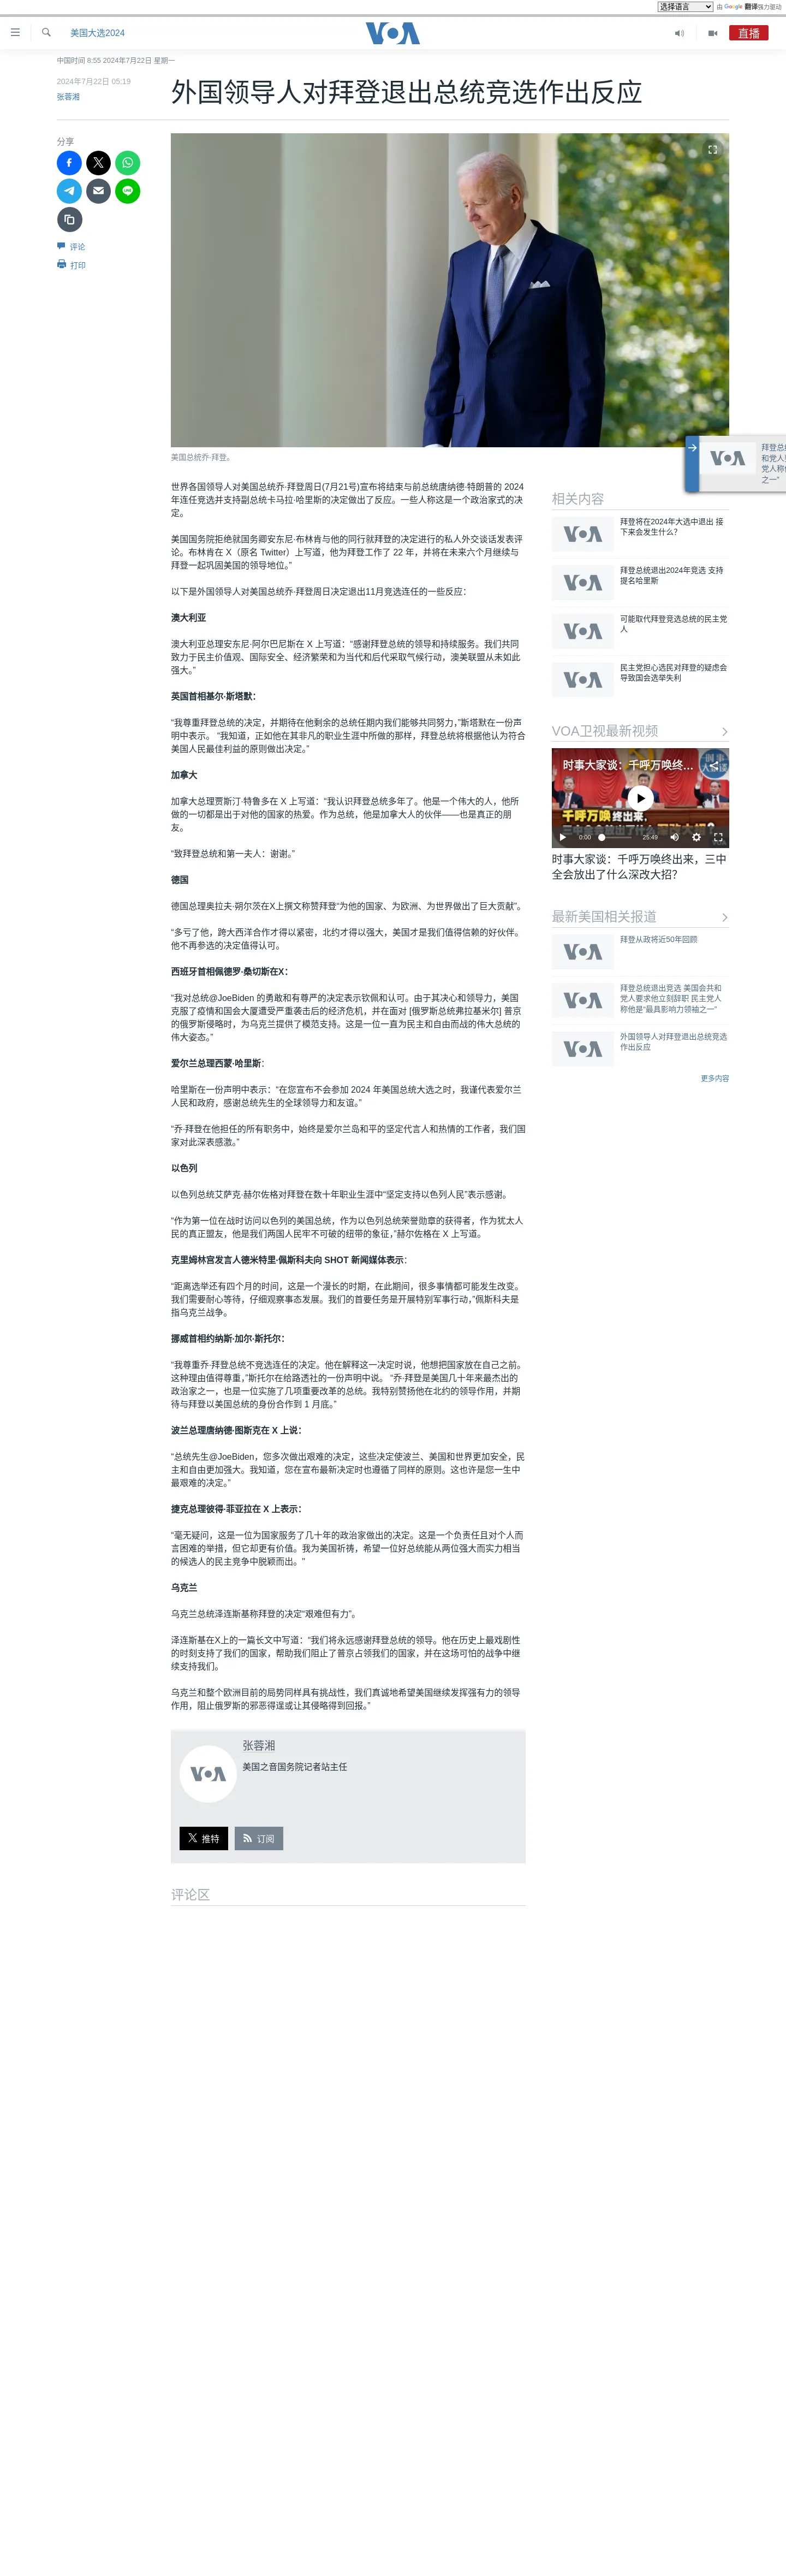 选择语言 由 Google 翻译强力驱动
美国大选2024
VOA
直播
中国时间 8:55 2024年7月22日 星期一
2024年7月22日 05:19
张蓉湘
外国领导人对拜登退出总统竞选作出反应
分享
评论
打印
美国总统乔·拜登。
世界各国领导人对美国总统乔·拜登周日(7月21号)宣布将结束与前总统唐纳德·特朗普的 2024
年连任竞选并支持副总统卡马拉·哈里斯的决定做出了反应。一些人称这是一个政治家式的决
定。
美国国务院拒绝就国务卿安东尼·布林肯与他的同行就拜登的决定进行的私人外交谈话发表评
论。布林肯在 X（原名 Twitter）上写道，他为拜登工作了 22 年，并将在未来六个月继续与
拜登一起巩固美国的领导地位。”
以下是外国领导人对美国总统乔·拜登周日决定退出11月竞选连任的一些反应：
澳大利亚
澳大利亚总理安东尼·阿尔巴尼斯在 X 上写道：“感谢拜登总统的领导和持续服务。我们共同
致力于民主价值观、国际安全、经济繁荣和为当代和后代采取气候行动，澳美联盟从未如此
强大。”
英国首相基尔·斯塔默：
“我尊重拜登总统的决定，并期待在他剩余的总统任期内我们能够共同努力，”斯塔默在一份声
明中表示。 “我知道，正如他在其非凡的职业生涯中所做的那样，拜登总统将根据他认为符合
美国人民最佳利益的原则做出决定。”
加拿大
加拿大总理贾斯汀·特鲁多在 X 上写道：“我认识拜登总统多年了。他是一个伟大的人，他所
做的一切都是出于对他的国家的热爱。作为总统，他是加拿大人的伙伴——也是真正的朋
友。
“致拜登总统和第一夫人：谢谢。”
德国
德国总理奥拉夫·朔尔茨在X上撰文称赞拜登“为他的国家、为欧洲、为世界做出了巨大贡献”。
“多亏了他，跨大西洋合作才得以紧密，北约才得以强大，美国才是我们值得信赖的好伙伴。
他不再参选的决定值得认可。
西班牙首相佩德罗·桑切斯在X：
“我对总统@JoeBiden 的勇敢和有尊严的决定表示钦佩和认可。由于其决心和领导力，美国
克服了疫情和国会大厦遭受严重袭击后的经济危机，并在面对 [俄罗斯总统弗拉基米尔] 普京
的俄罗斯侵略时，为乌克兰提供了模范支持。这是一位一直为民主和自由而战的伟大总统的
伟大姿态。”
爱尔兰总理西蒙·哈里斯：
哈里斯在一份声明中表示：“在您宣布不会参加 2024 年美国总统大选之时，我谨代表爱尔兰
人民和政府，感谢总统先生的全球领导力和友谊。”
“乔·拜登在他担任的所有职务中，始终是爱尔兰岛和平的坚定代言人和热情的工作者，我们国
家对此深表感激。”
以色列
以色列总统艾萨克·赫尔佐格对拜登在数十年职业生涯中“坚定支持以色列人民”表示感谢。
“作为第一位在战时访问以色列的美国总统，作为以色列总统荣誉勋章的获得者，作为犹太人
民的真正盟友，他是我们两国人民牢不可破的纽带的象征，”赫尔佐格在 X 上写道。
克里姆林宫发言人德米特里·佩斯科夫向 SHOT 新闻媒体表示：
“距离选举还有四个月的时间，这是一个漫长的时期，在此期间，很多事情都可能发生改变。
我们需要耐心等待，仔细观察事态发展。我们的首要任务是开展特别军事行动，”佩斯科夫是
指乌克兰战争。
挪威首相约纳斯·加尔·斯托尔：
“我尊重乔·拜登总统不竞选连任的决定。他在解释这一决定时说，他想把国家放在自己之前。
这种理由值得尊重，”斯托尔在给路透社的一份声明中说。 “乔·拜登是美国几十年来最杰出的
政治家之一，也是一位实施了几项重要改革的总统。我特别赞扬他在北约的领导作用，并期
待与拜登以美国总统的身份合作到 1 月底。”
波兰总理唐纳德·图斯克在 X 上说：
“总统先生@JoeBiden，您多次做出艰难的决定，这些决定使波兰、美国和世界更加安全，民
主和自由更加强大。我知道，您在宣布最新决定时也遵循了同样的原则。这也许是您一生中
最艰难的决定。”
捷克总理彼得·菲亚拉在 X 上表示：
“毫无疑问，这是一位为国家服务了几十年的政治家做出的决定。这是一个负责任且对个人而
言困难的举措，但它却更有价值。我为美国祈祷，希望一位好总统能从两位强大而实力相当
的候选人的民主竞争中脱颖而出。“
乌克兰
乌克兰总统泽连斯基称拜登的决定“艰难但有力”。
泽连斯基在X上的一篇长文中写道：“我们将永远感谢拜登总统的领导。他在历史上最戏剧性
的时刻支持了我们的国家，帮助我们阻止了普京占领我们的国家，并在这场可怕的战争中继
续支持我们。
乌克兰和整个欧洲目前的局势同样具有挑战性，我们真诚地希望美国继续发挥强有力的领导
作用，阻止俄罗斯的邪恶得逞或让其侵略得到回报。”
张蓉湘
VOA
美国之音国务院记者站主任
推特
订阅
评论区
VOA
拜登总
和党人
党人称
之一”
相关内容
VOA
拜登将在2024年大选中退出 接
下来会发生什么？
VOA
拜登总统退出2024年竞选 支持
提名哈里斯
VOA
可能取代拜登竞选总统的民主党
人
VOA
民主党担心选民对拜登的疑虑会
导致国会选举失利
VOA卫视最新视频
时事大家谈：千呼万唤终...
千呼万唤终出来，
三中全会放出了什么深改大招？
0:00
25:49
时事大家谈：千呼万唤终出来，三中
全会放出了什么深改大招？
最新美国相关报道
VOA
拜登从政将近50年回顾
VOA
拜登总统退出竞选 美国会共和
党人要求他立刻辞职 民主党人
称他是“最具影响力领袖之一”
VOA
外国领导人对拜登退出总统竞选
作出反应
更多内容